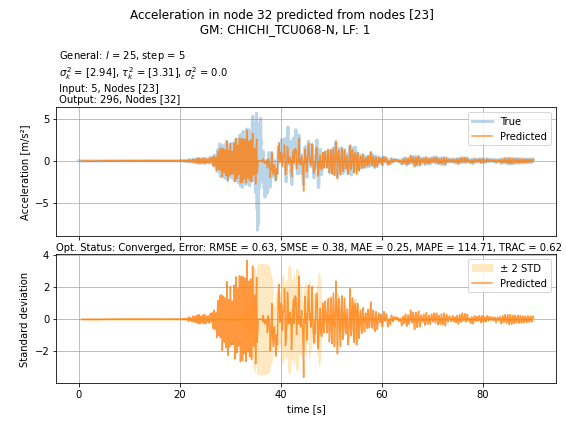 Acceleration in node 32 predicted from nodes [23]
GM: CHICHI_TCU068-N, LF: 1
General: l = 25, step = 5
σ²ₖ = [2.94], τ²ₖ = [3.31], σ²ε = 0.0
Input: 5, Nodes [23]
Output: 296, Nodes [32]
Acceleration [m/s²]
5
0
−5
True
Predicted
Opt. Status: Converged, Error: RMSE = 0.63, SMSE = 0.38, MAE = 0.25, MAPE = 114.71, TRAC = 0.62
Standard deviation
4
2
0
−2
± 2 STD
Predicted
0 20 40 60 80
time [s]